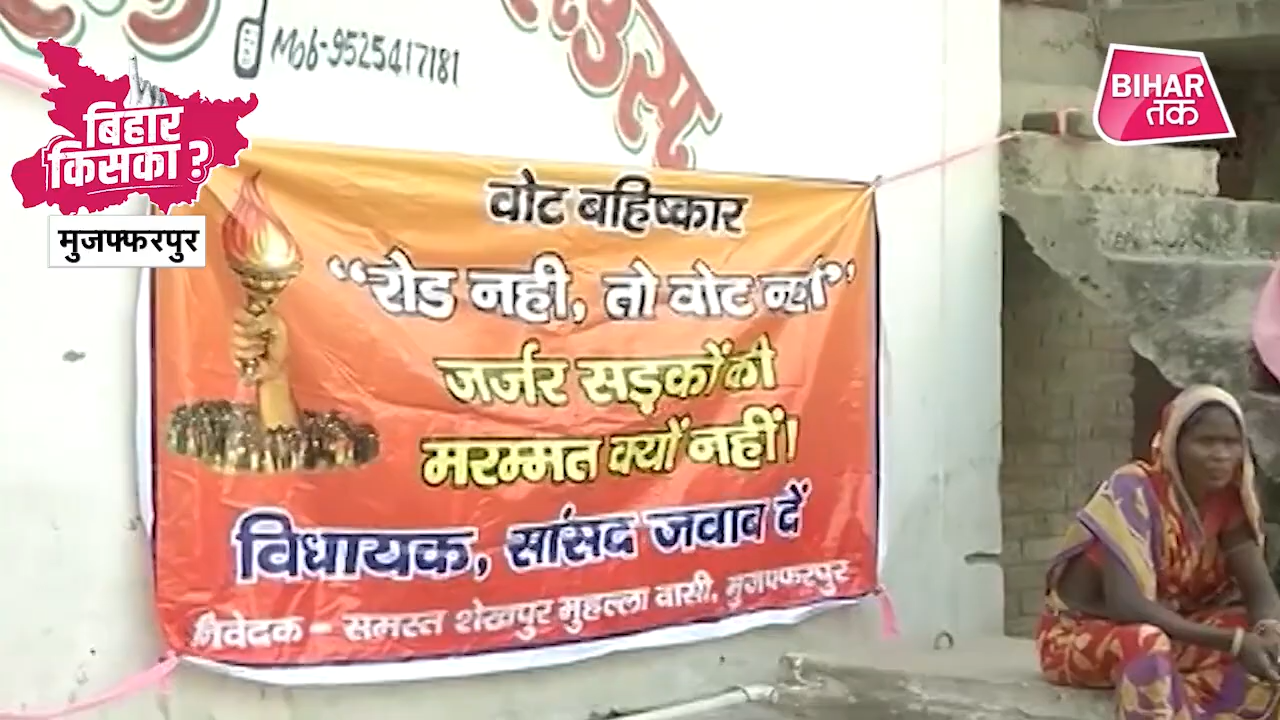 Mob-9525417181
बिहार
किसका ?
मुजफ्फरपुर
BIHAR
तक
वोट बहिष्कार
“रोड नही, तो वोट नहीं”
जर्जर सड़कों की
मरम्मत क्यों नहीं!
विधायक, सांसद जवाब दें
निवेदक - समस्त शेखपुर मुहल्ला वासी, मुजफ्फरपुर